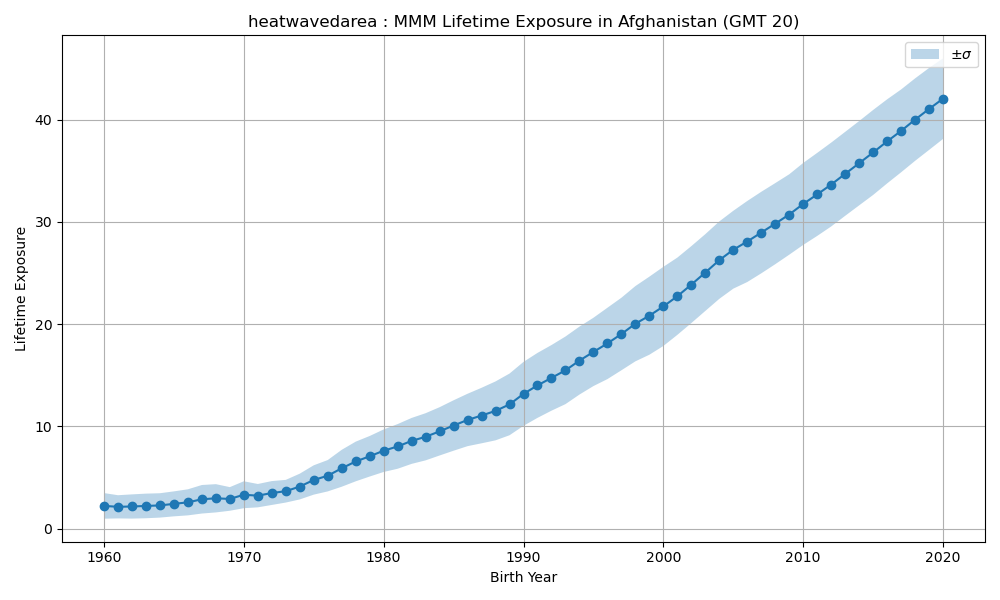 heatwavedarea : MMM Lifetime Exposure in Afghanistan (GMT 20)
±σ
Lifetime Exposure
40
30
20
10
0
1960 1970 1980 1990 2000 2010 2020
Birth Year